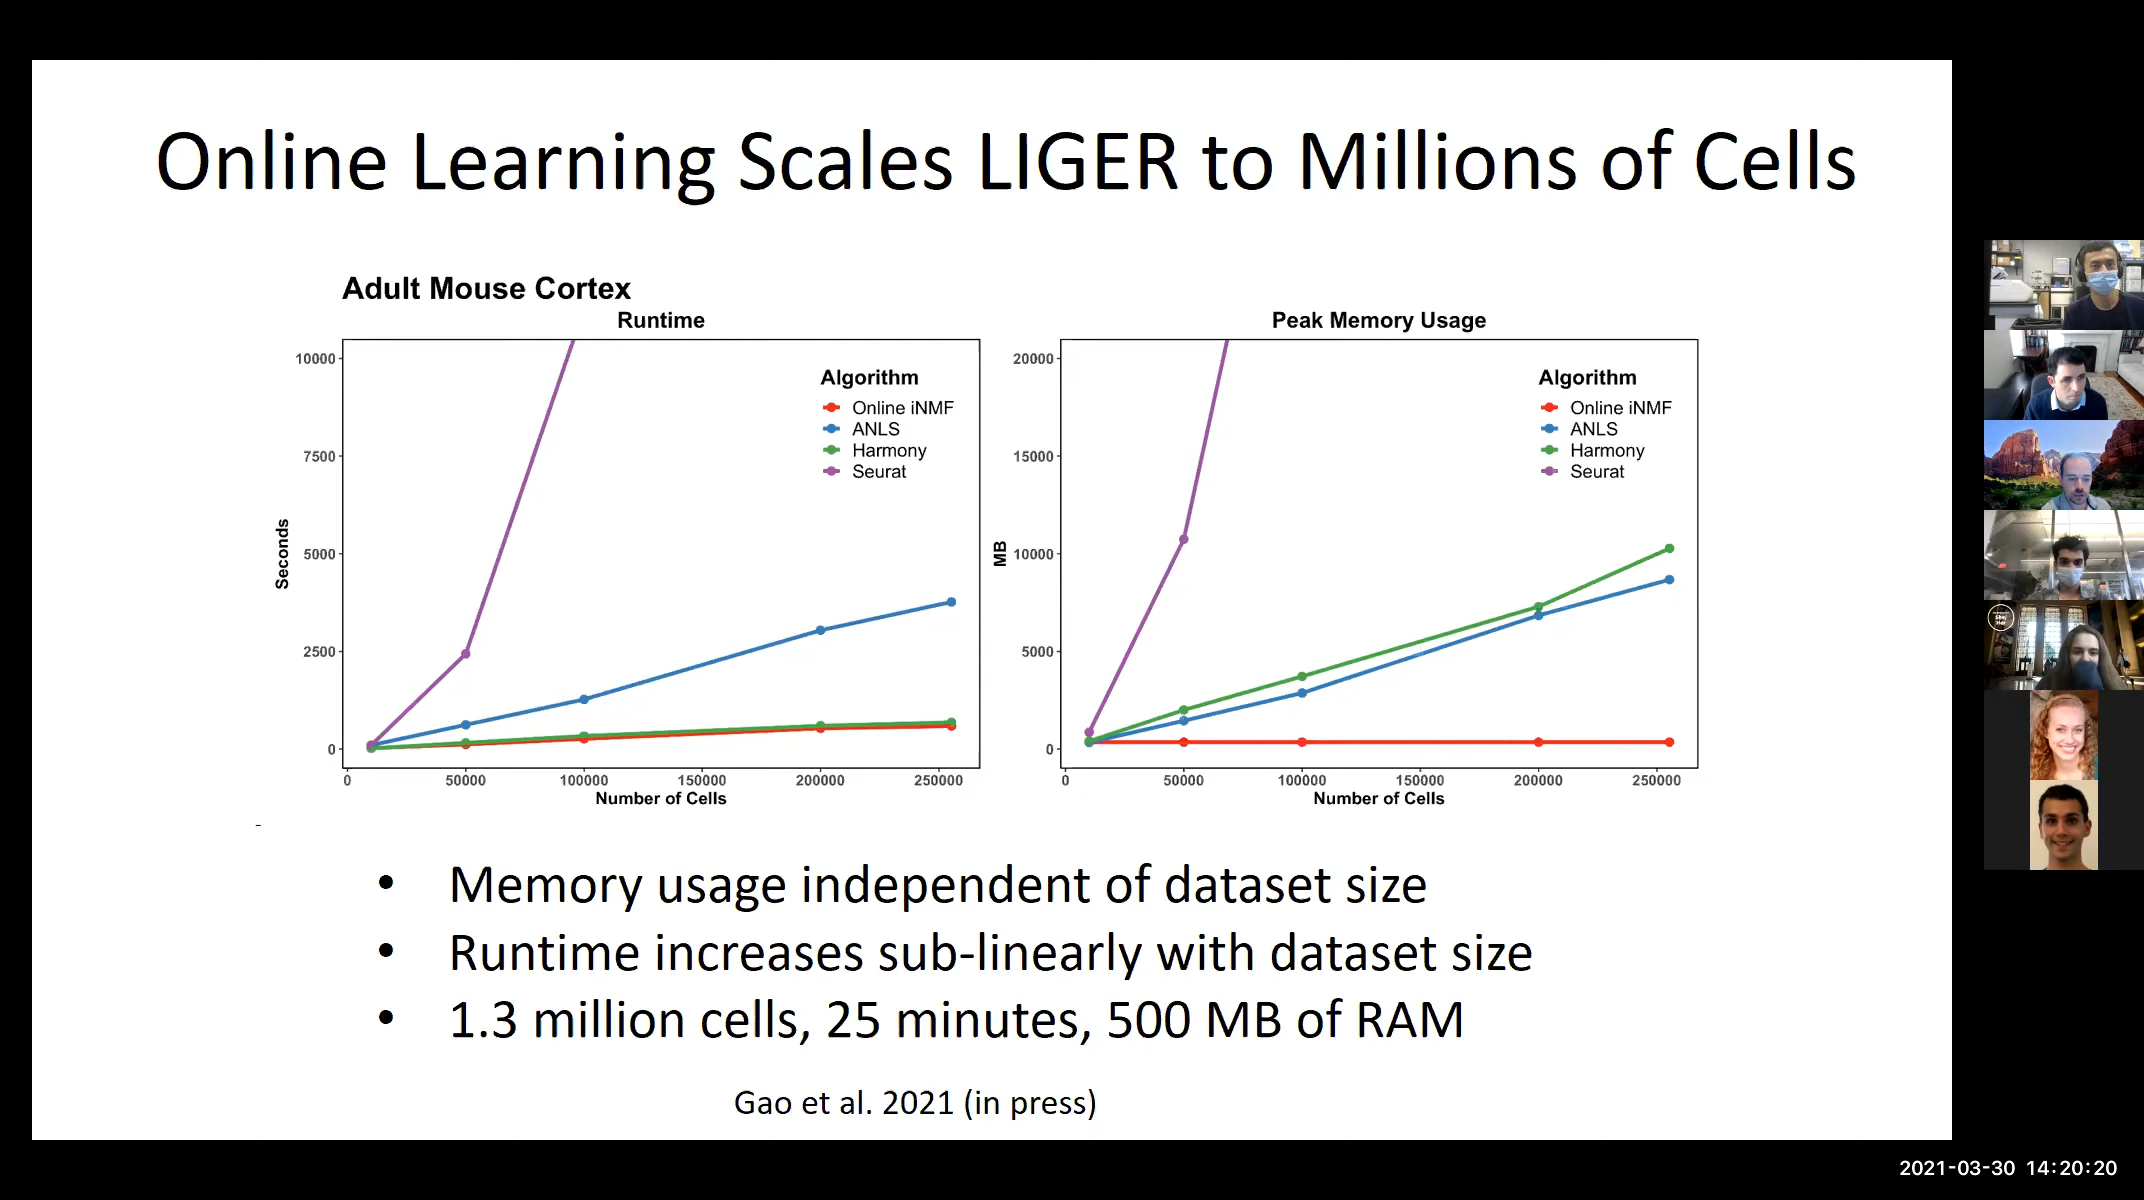 Online Learning Scales LIGER to Millions of Cells
Adult Mouse Cortex
Runtime
10000
7500
5000
2500
0
Seconds
0 50000 100000 150000 200000 250000
Number of Cells
Algorithm
Online iNMF
ANLS
Harmony
Seurat
Peak Memory Usage
20000
15000
10000
5000
0
MB
0 50000 100000 150000 200000 250000
Number of Cells
Algorithm
Online iNMF
ANLS
Harmony
Seurat
• Memory usage independent of dataset size
• Runtime increases sub-linearly with dataset size
• 1.3 million cells, 25 minutes, 500 MB of RAM
Gao et al. 2021 (in press)
She/
Her
2021-03-30 14:20:20